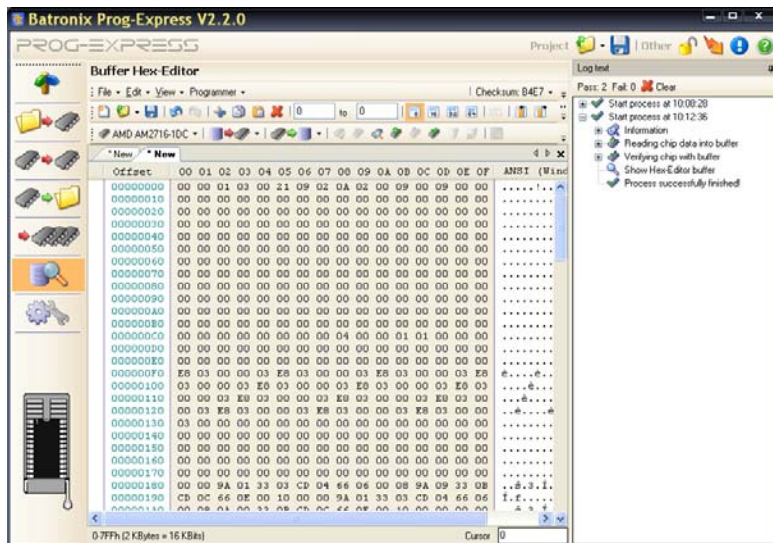 Batronix Prog-Express V2.2.0
PROG-EXPRESS
Project
Other
Buffer Hex-Editor
File - Edit - View - Programmer -
Checksum: B4E7 -
0 to 0
AMD AM2716-1DC -
* New * New
Offset 00 01 02 03 04 05 06 07 08 09 0A 0B 0C 0D 0E 0F ANSI (Wind
00000000 00 00 01 03 00 21 09 02 0A 02 00 09 00 09 00 00 .....!..
00000010 00 00 00 00 00 00 00 00 00 00 00 00 00 00 00 00 ........
00000020 00 00 00 00 00 00 00 00 00 00 00 00 00 00 00 00 ........
00000030 00 00 00 00 00 00 00 00 00 00 00 00 00 00 00 00 ........
00000040 00 00 00 00 00 00 00 00 00 00 00 00 00 00 00 00 ........
00000050 00 00 00 00 00 00 00 00 00 00 00 00 00 00 00 00 ........
00000060 00 00 00 00 00 00 00 00 00 00 00 00 00 00 00 00 ........
00000070 00 00 00 00 00 00 00 00 00 00 00 00 00 00 00 00 ........
00000080 00 00 00 00 00 00 00 00 00 00 00 00 00 00 00 00 ........
00000090 00 00 00 00 00 00 00 00 00 00 00 00 00 00 00 00 ........
000000A0 00 00 00 00 00 00 00 00 00 00 00 00 00 00 00 00 ........
000000B0 00 00 00 00 00 00 00 00 00 00 00 00 00 00 00 00 ........
000000C0 00 00 00 00 00 00 00 00 04 00 00 01 01 00 00 00 ........
000000D0 00 00 00 00 00 00 00 00 00 00 00 00 00 00 00 00 ........
000000E0 00 00 00 00 00 00 00 00 00 00 00 00 00 00 00 00 ........
000000F0 E8 03 00 00 03 E8 03 00 00 03 E8 03 00 00 03 E8 è....è..
00000100 03 00 00 03 E8 03 00 00 03 E8 03 00 00 03 E8 03 ....è...
00000110 00 00 03 E8 03 00 00 03 E8 03 00 00 03 E8 03 00 ...è....
00000120 00 03 E8 03 00 00 03 E8 03 00 00 03 E8 03 00 00 ..è....è
00000130 03 00 00 00 00 00 00 00 00 00 00 00 00 00 00 00 ........
00000140 00 00 00 00 00 00 00 00 00 00 00 00 00 00 00 00 ........
00000150 00 00 00 00 00 00 00 00 00 00 00 00 00 00 00 00 ........
00000160 00 00 00 00 00 00 00 00 00 00 00 00 00 00 00 00 ........
00000170 00 00 00 00 00 00 00 00 00 00 00 00 00 00 00 00 ........
00000180 00 00 9A 01 33 03 CD 04 66 06 00 08 9A 09 33 0B ..š.3.Í.
00000190 CD 0C 66 0E 00 10 00 00 9A 01 33 03 CD 04 66 06 Í.f.....
0-7FFh (2 KBytes = 16 KBits)
Cursor 0
Log text
Pass: 2 Fail: 0 Clear
Start process at 10:08:28
Start process at 10:12:36
Information
Reading chip data into buffer
Verifying chip with buffer
Show Hex-Editor buffer
Process successfully finished!